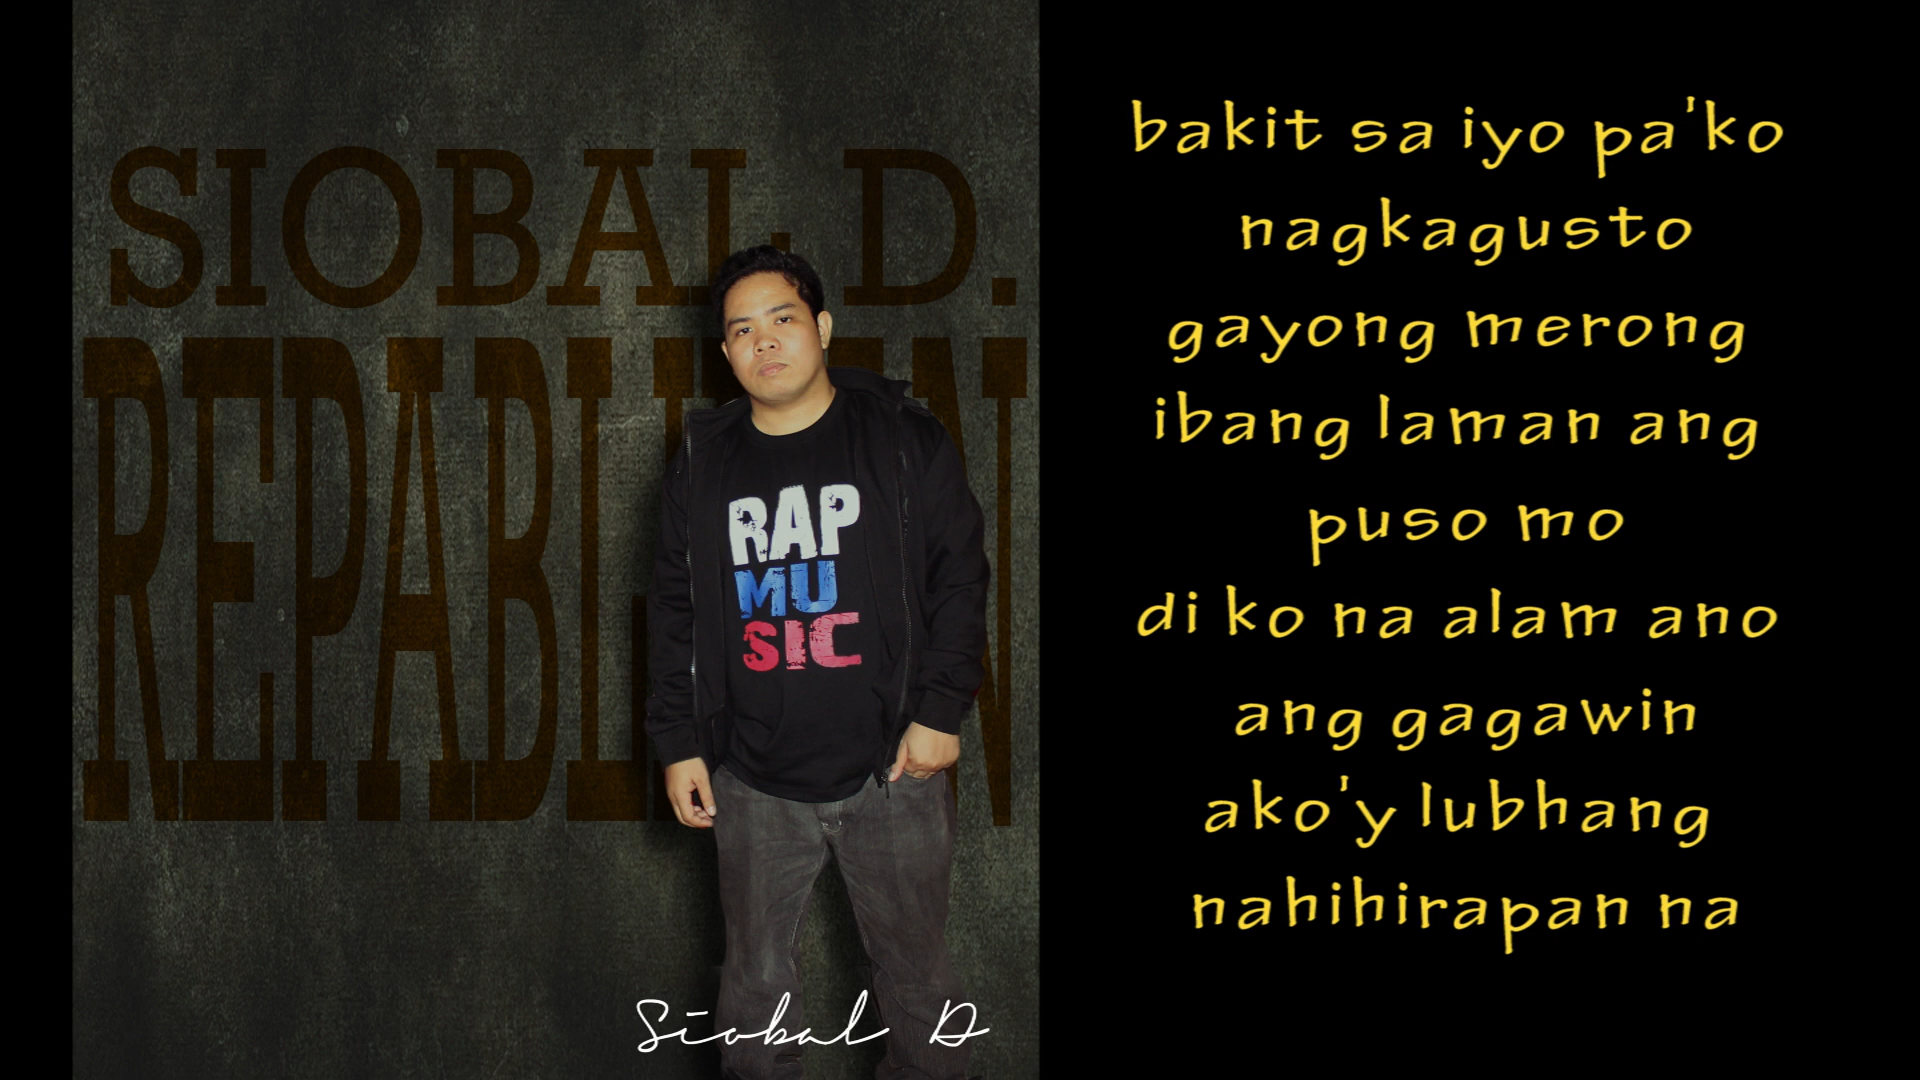 SIOBAL D.
REPABLIKAN
RAP
MU
SIC
Siobal D
bakit sa iyo pa'ko
nagkagusto
gayong merong
ibang laman ang
puso mo
di ko na alam ano
ang gagawin
ako'y lubhang
nahihirapan na